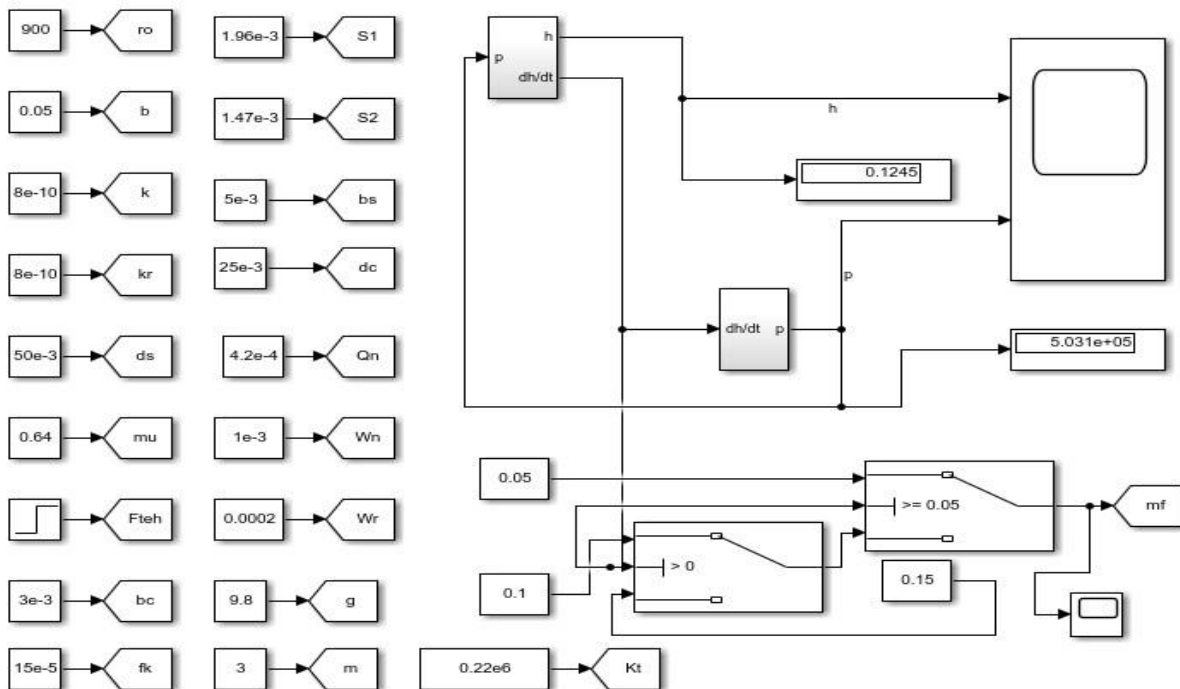 900
ro
1.96e-3
S1
0.05
b
1.47e-3
S2
8e-10
k
5e-3
bs
8e-10
kr
25e-3
dc
50e-3
ds
4.2e-4
Qn
0.64
mu
1e-3
Wn
Fteh
0.0002
Wr
3e-3
bc
9.8
g
15e-5
fk
3
m
0.22e6
Kt
p
h
dh/dt
h
0.1245
dh/dt
p
p
5.031e+05
0.05
>= 0.05
mf
0.1
> 0
0.15